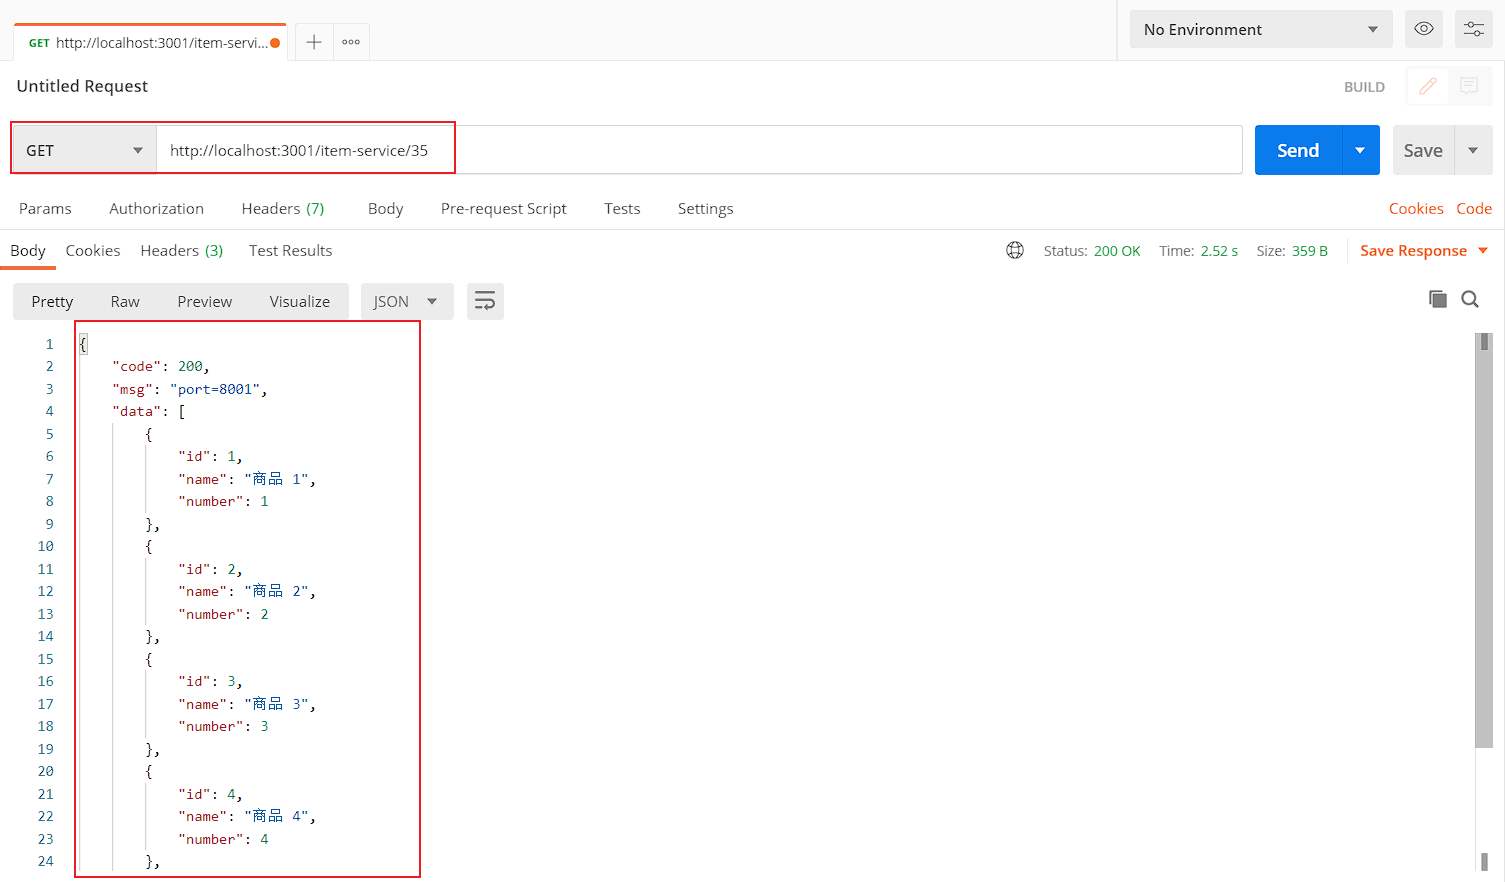 GET http://localhost:3001/item-servi...
No Environment
Untitled Request
BUILD
GET http://localhost:3001/item-service/35
Send
Save
Params Authorization Headers (7) Body Pre-request Script Tests Settings Cookies Code
Body Cookies Headers (3) Test Results Status: 200 OK Time: 2.52 s Size: 359 B Save Response
Pretty Raw Preview Visualize JSON
1 {
2 "code": 200,
3 "msg": "port=8001",
4 "data": [
5 {
6 "id": 1,
7 "name": "商品 1",
8 "number": 1
9 },
10 {
11 "id": 2,
12 "name": "商品 2",
13 "number": 2
14 },
15 {
16 "id": 3,
17 "name": "商品 3",
18 "number": 3
19 },
20 {
21 "id": 4,
22 "name": "商品 4",
23 "number": 4
24 },